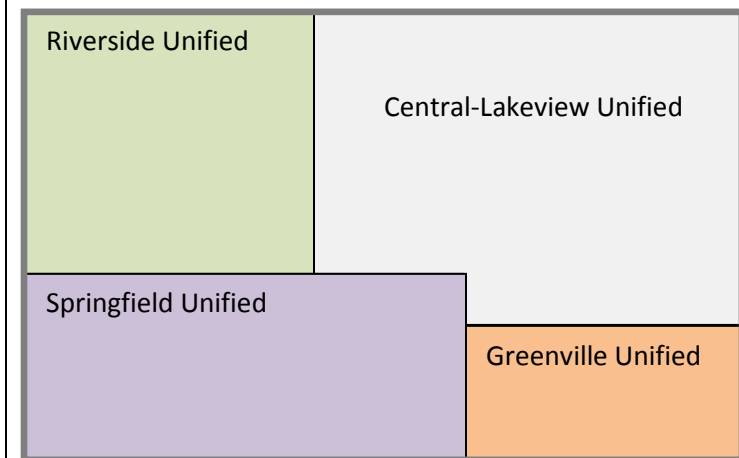 Riverside Unified
Central-Lakeview Unified
Springfield Unified
Greenville Unified